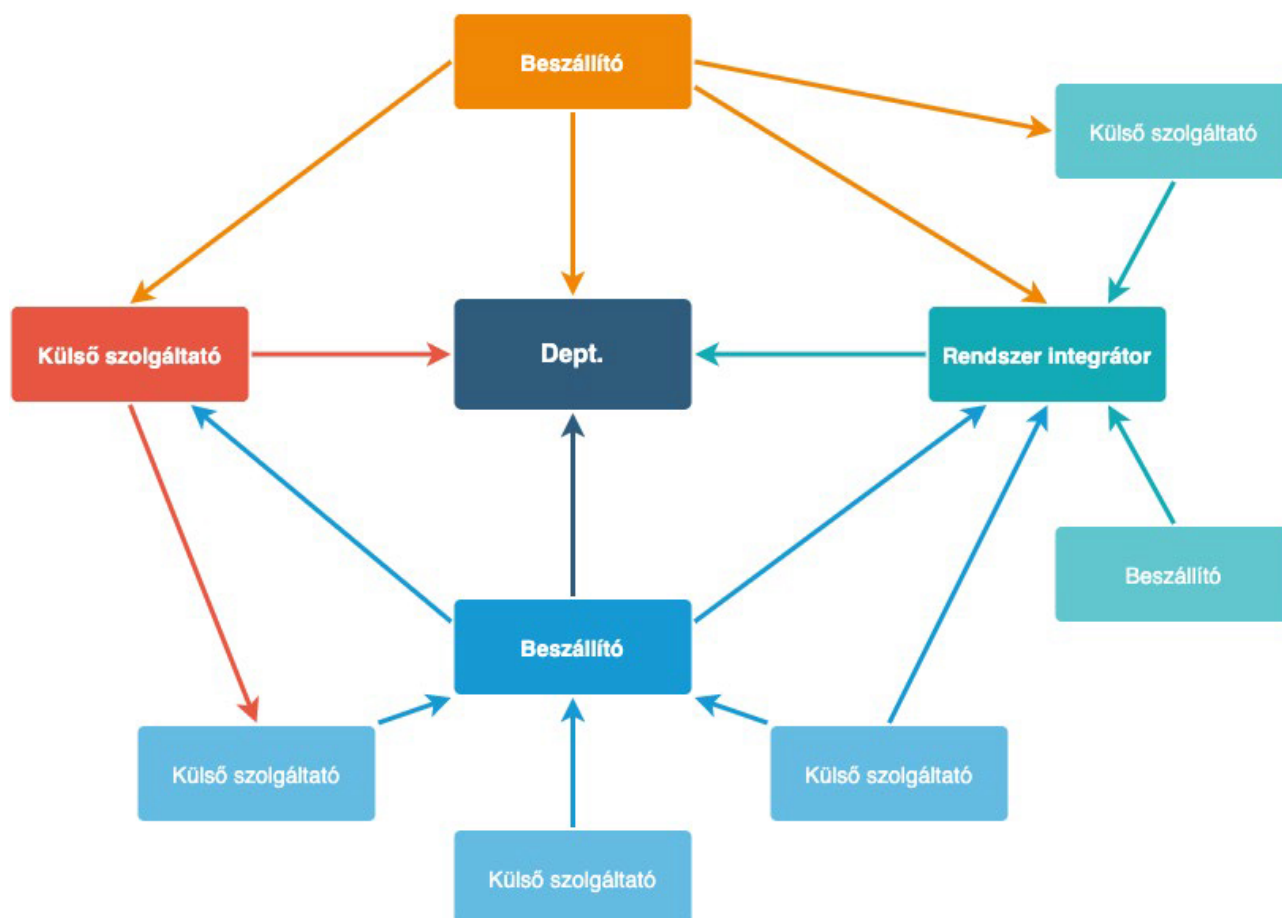 Beszállító
Külső szolgáltató
Külső szolgáltató
Dept.
Rendszer integrátor
Beszállító
Beszállító
Külső szolgáltató
Külső szolgáltató
Külső szolgáltató